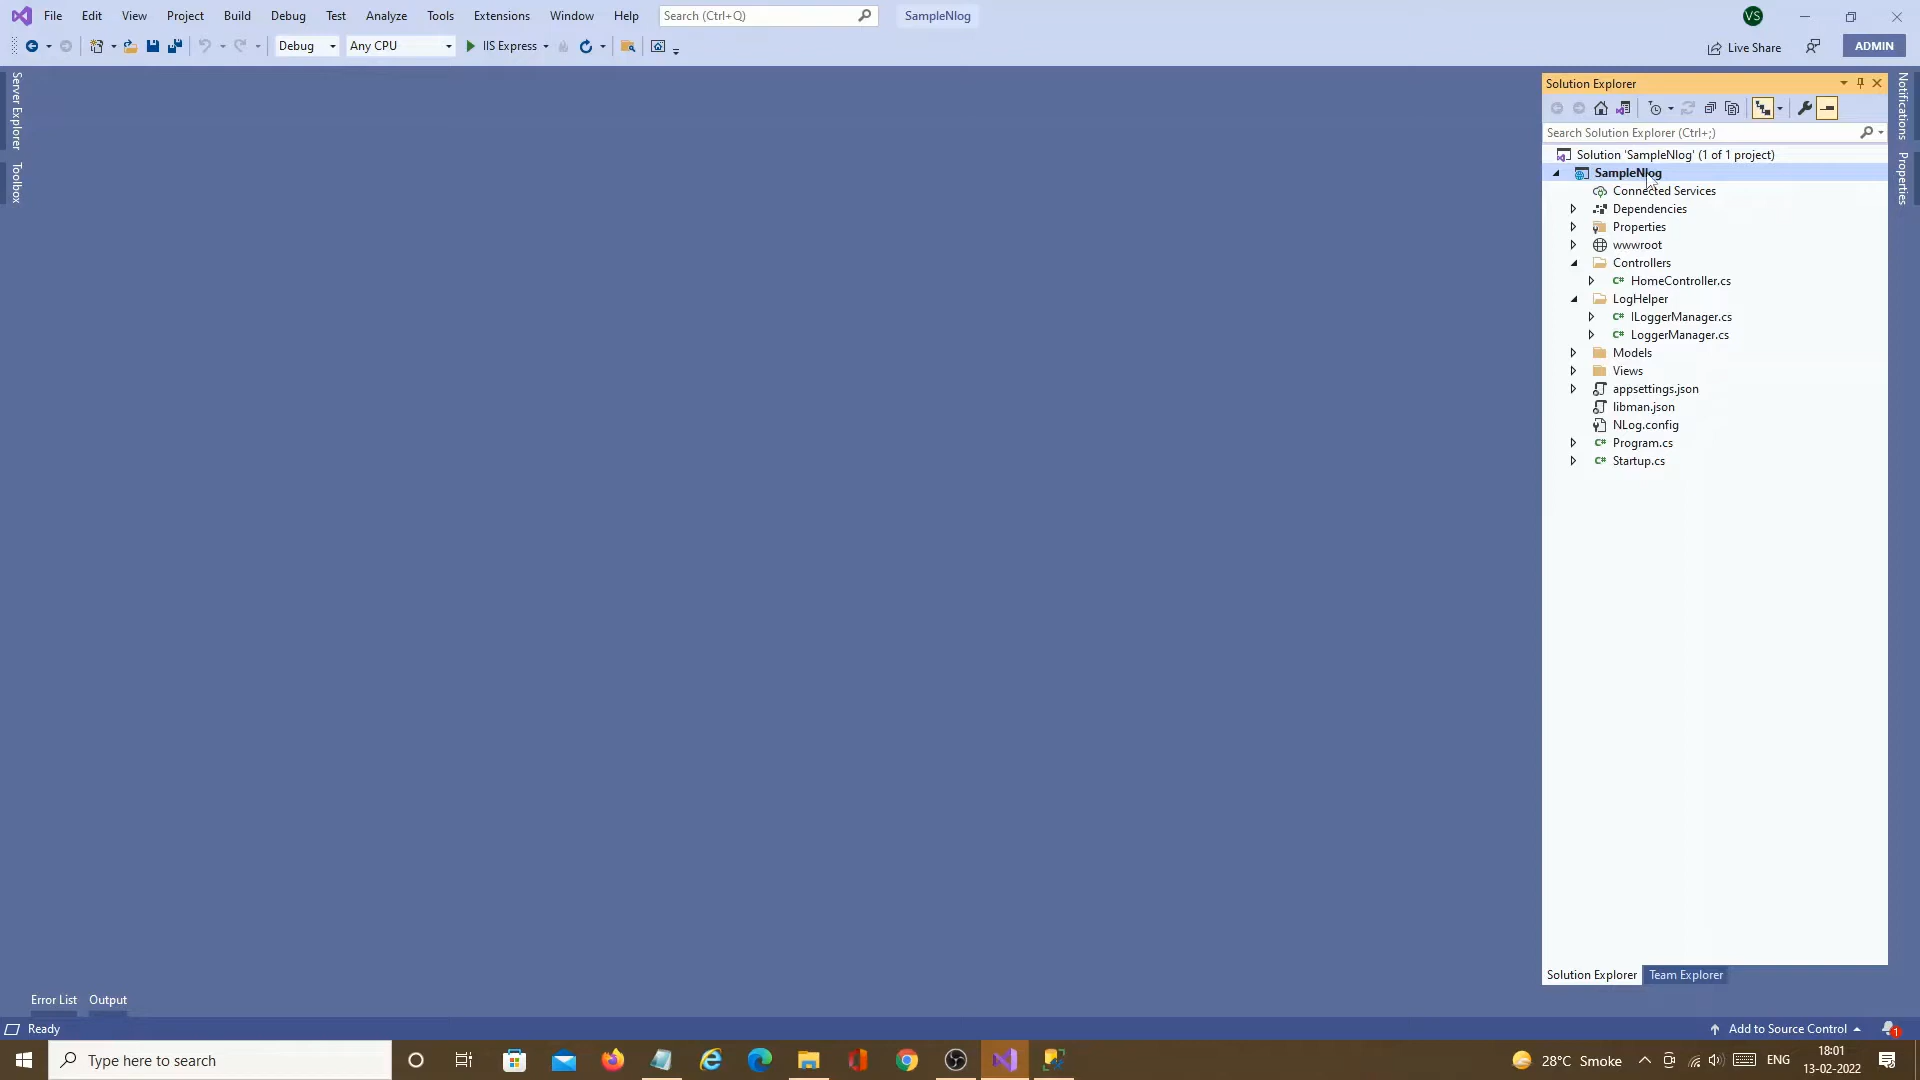 File Edit View Project Build Debug Test Analyze Tools Extensions Window Help Search (Ctrl+Q) SampleNlog VS
Debug Any CPU IIS Express Live Share ADMIN
Server Explorer
Toolbox
Solution Explorer
Search Solution Explorer (Ctrl+;)
Solution 'SampleNlog' (1 of 1 project)
SampleNlog
Connected Services
Dependencies
Properties
wwwroot
Controllers
C# HomeController.cs
LogHelper
C# ILoggerManager.cs
C# LoggerManager.cs
Models
Views
appsettings.json
libman.json
NLog.config
C# Program.cs
C# Startup.cs
Notifications
Properties
Solution Explorer Team Explorer
Error List Output
Ready Add to Source Control 1
Type here to search 28°C Smoke ENG 18:01
13-02-2022